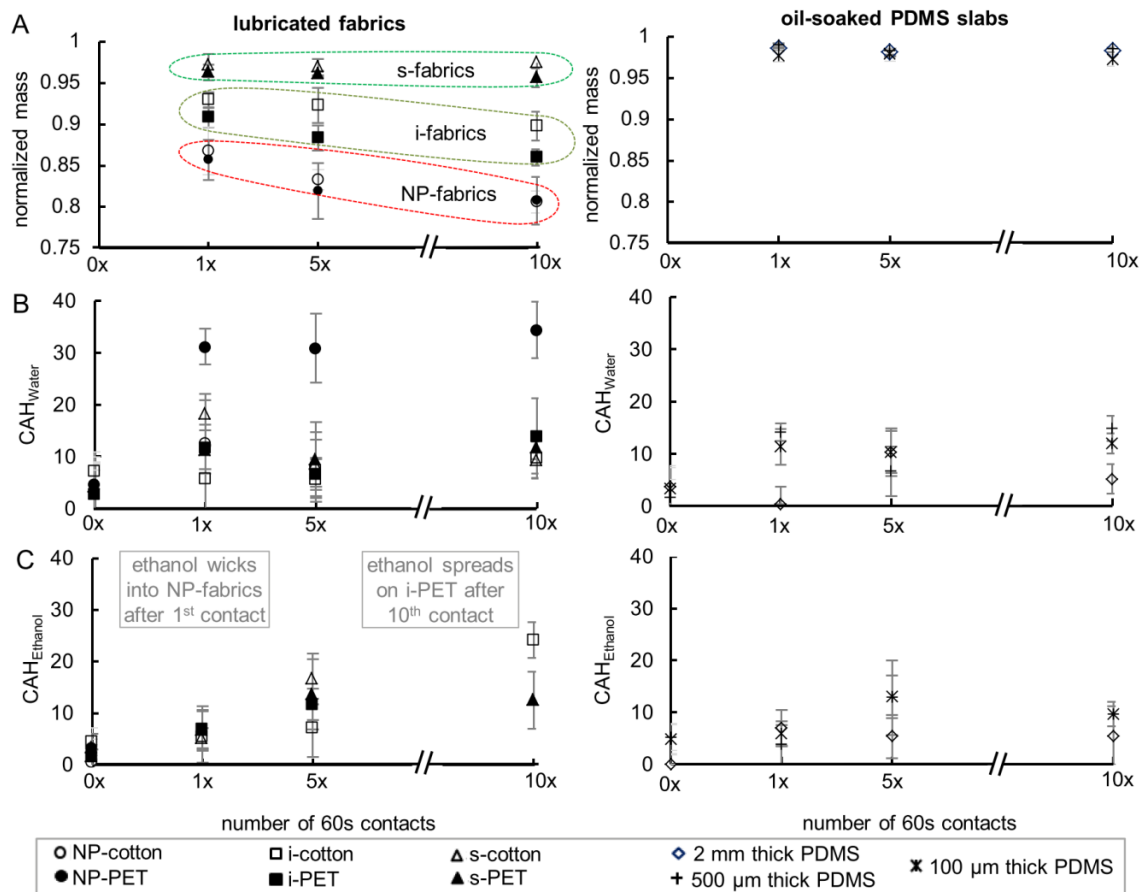 lubricated fabrics
oil-soaked PDMS slabs
A
normalized mass
1
0.95
0.9
0.85
0.8
0.75
s-fabrics
i-fabrics
NP-fabrics
0x
1x
5x
10x
normalized mass
1
0.95
0.9
0.85
0.8
0.75
0x
1x
5x
10x
B
CAHWater
40
30
20
10
0
0x
1x
5x
10x
CAHWater
40
30
20
10
0
0x
1x
5x
10x
C
CAHEthanol
40
30
20
10
0
ethanol wicks
into NP-fabrics
after 1st contact
ethanol spreads
on i-PET after
10th contact
0x
1x
5x
10x
CAHEthanol
40
30
20
10
0
0x
1x
5x
10x
number of 60s contacts
number of 60s contacts
NP-cotton
NP-PET
i-cotton
i-PET
s-cotton
s-PET
2 mm thick PDMS
500 µm thick PDMS
100 µm thick PDMS